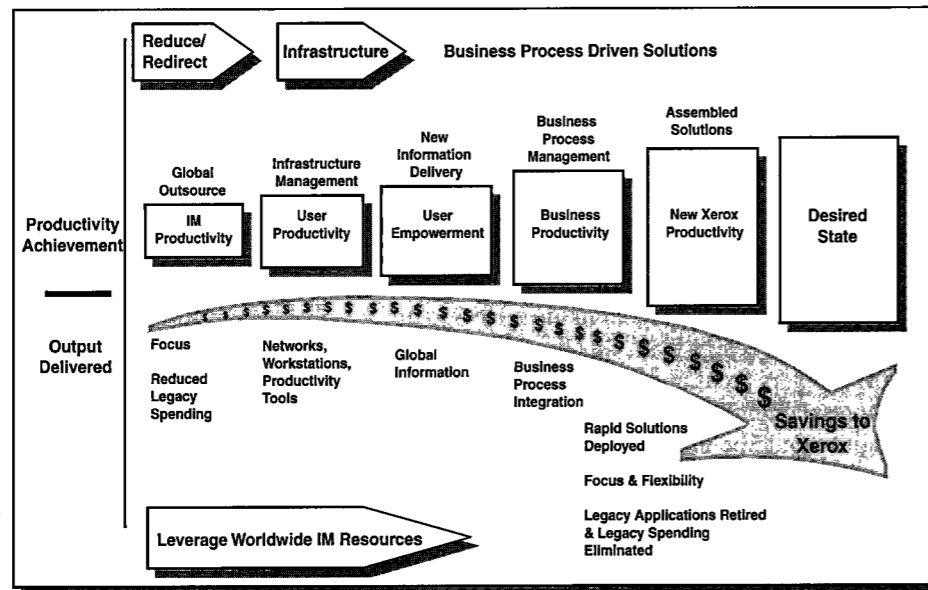 Reduce/
Redirect
Infrastructure
Business Process Driven Solutions
Productivity
Achievement
Output
Delivered
Global
Outsource
IM
Productivity
Infrastructure
Management
User
Productivity
New
Information
Delivery
User
Empowerment
Business
Process
Management
Business
Productivity
Assembled
Solutions
New Xerox
Productivity
Desired
State
$ $ $ $ $ $ $ $ $ $ $ $ $ $ $ $ $ $ $ $ $ $ $ $ $ $
Savings to
Xerox
Focus
Reduced
Legacy
Spending
Networks,
Workstations,
Productivity
Tools
Global
Information
Business
Process
Integration
Rapid Solutions
Deployed
Focus & Flexibility
Legacy Applications Retired
& Legacy Spending
Eliminated
Leverage Worldwide IM Resources